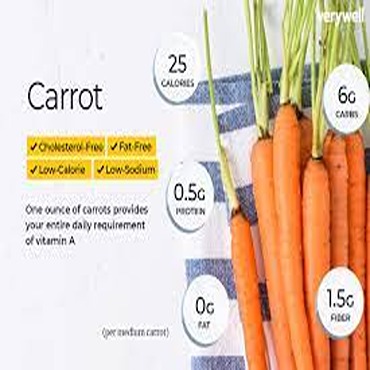 verywell
25
CALORIES
6G
CARBS
Carrot
✓ Cholesterol-Free ✓ Fat-Free
✓ Low-Calorie ✓ Low-Sodium
0.5G
PROTEIN
One ounce of carrots provides
your entire daily requirement
of vitamin A
0G
FAT
1.5G
FIBER
(per medium carrot)